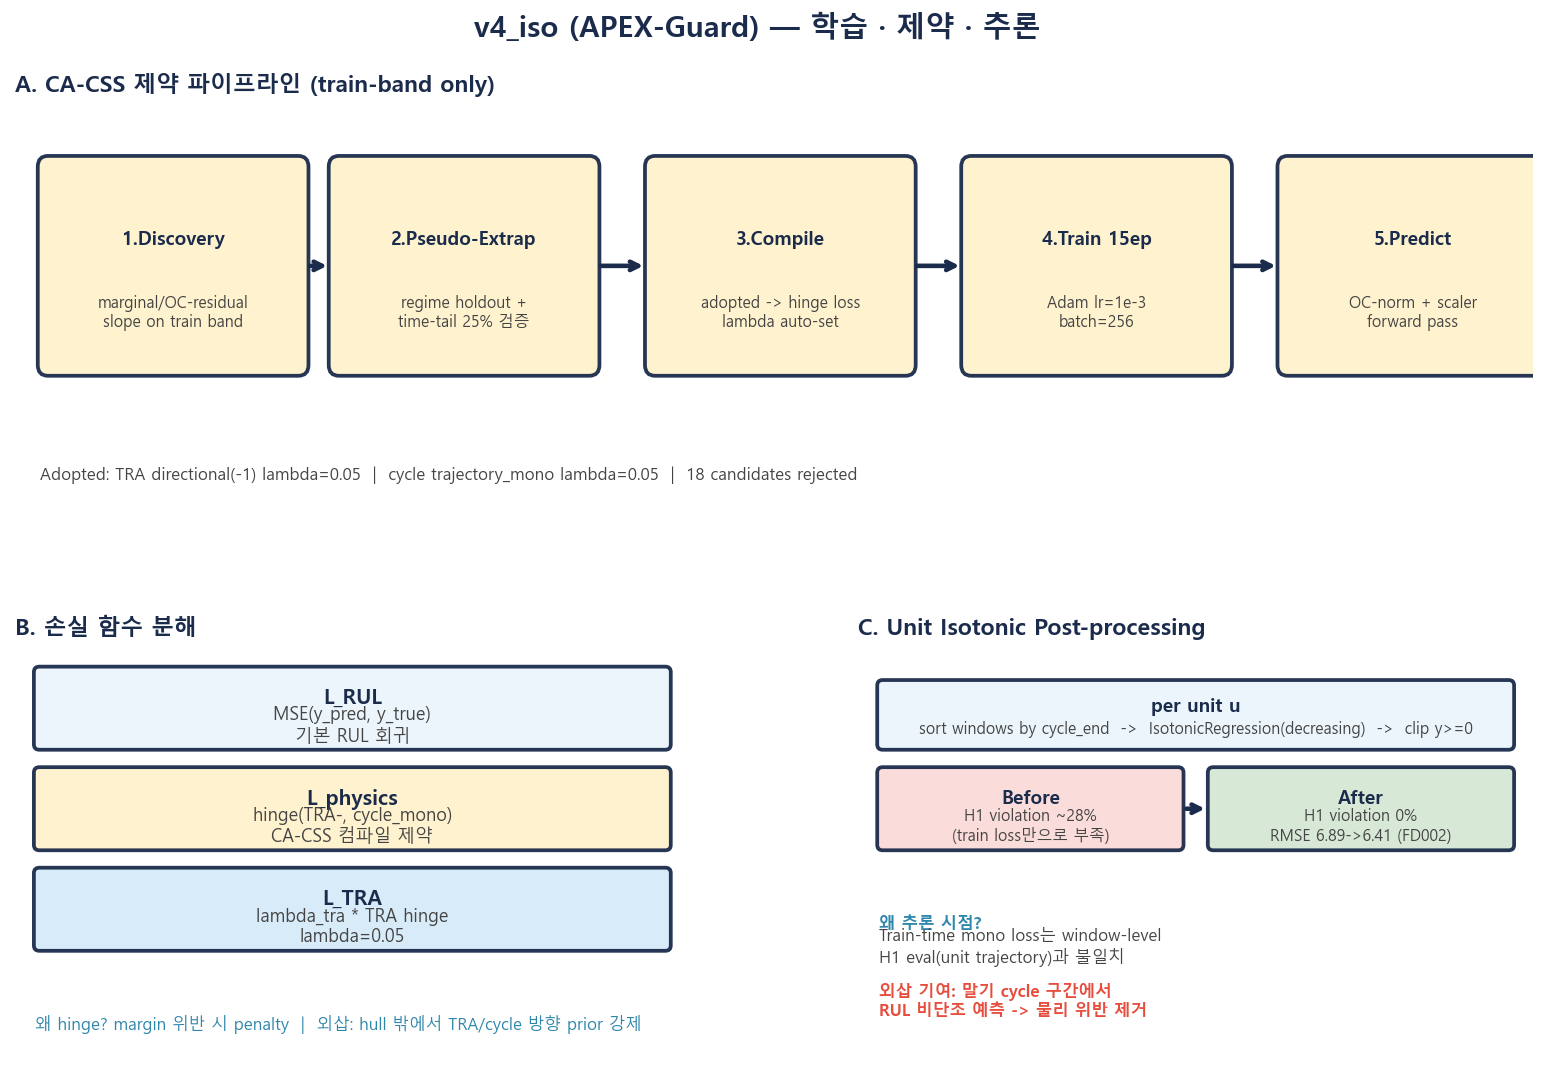 v4_iso (APEX-Guard) — 학습 · 제약 · 추론
A. CA-CSS 제약 파이프라인 (train-band only)
1.Discovery
marginal/OC-residual
slope on train band
2.Pseudo-Extrap
regime holdout +
time-tail 25% 검증
3.Compile
adopted -> hinge loss
lambda auto-set
4.Train 15ep
Adam lr=1e-3
batch=256
5.Predict
OC-norm + scaler
forward pass
Adopted: TRA directional(-1) lambda=0.05 | cycle trajectory_mono lambda=0.05 | 18 candidates rejected
B. 손실 함수 분해
L_RUL
MSE(y_pred, y_true)
기본 RUL 회귀
L_physics
hinge(TRA-, cycle_mono)
CA-CSS 컴파일 제약
L_TRA
lambda_tra * TRA hinge
lambda=0.05
왜 hinge? margin 위반 시 penalty | 외삽: hull 밖에서 TRA/cycle 방향 prior 강제
C. Unit Isotonic Post-processing
per unit u
sort windows by cycle_end -> IsotonicRegression(decreasing) -> clip y>=0
Before
H1 violation ~28%
(train loss만으로 부족)
After
H1 violation 0%
RMSE 6.89->6.41 (FD002)
왜 추론 시점?
Train-time mono loss는 window-level
H1 eval(unit trajectory)과 불일치
외삽 기여: 말기 cycle 구간에서
RUL 비단조 예측 -> 물리 위반 제거